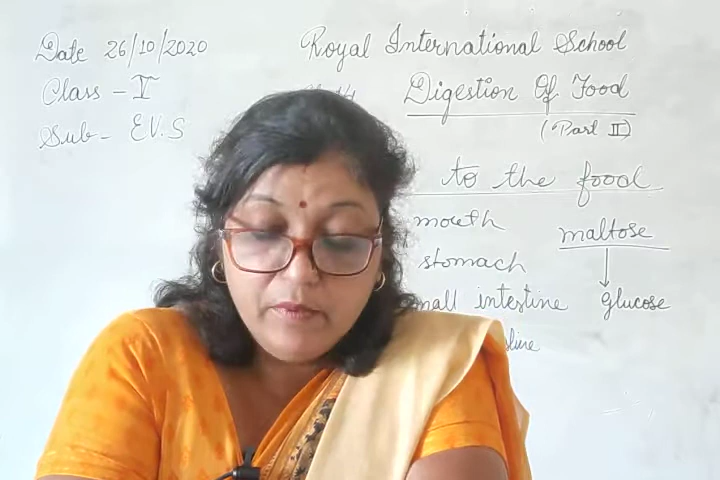 Date 26/10/2020
Class - V
Sub - E.V.S
Royal International School
Digestion Of Food
(Part II)
to the food
mouth
stomach
mall intestine
maltose
glucose